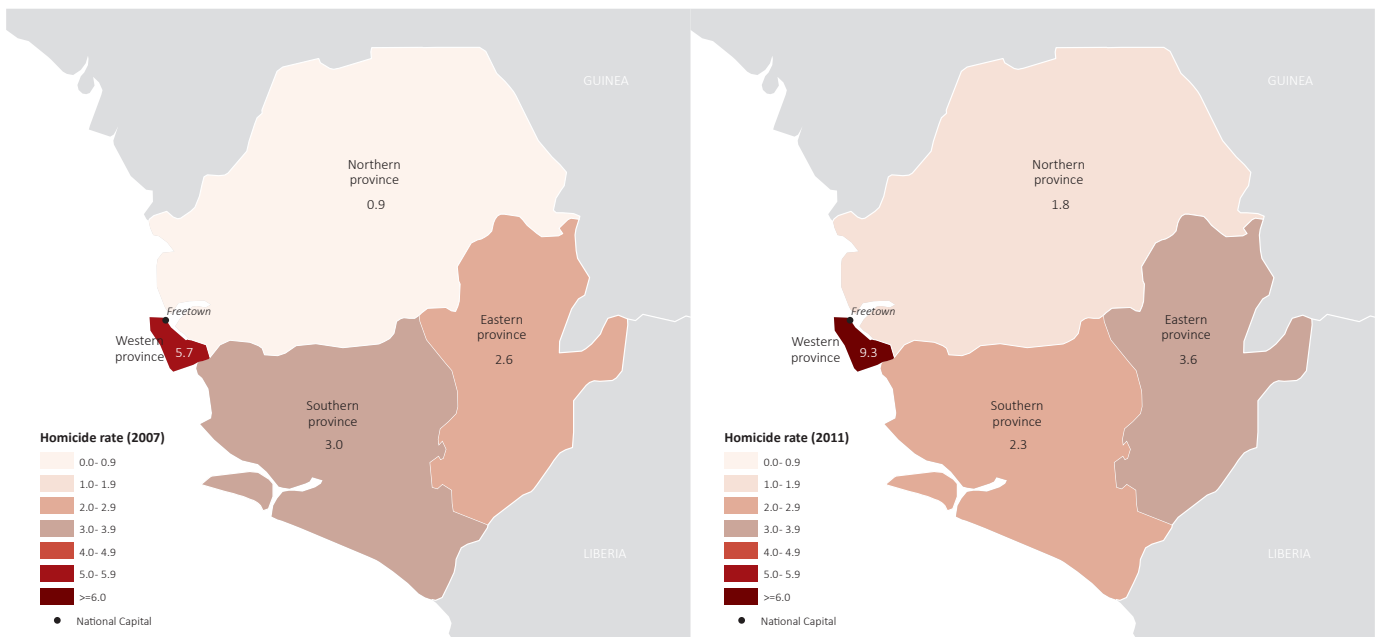 GUINEA
Northern
province
0.9
Freetown
Western
province
5.7
Eastern
province
2.6
Southern
province
3.0
Homicide rate (2007)
0.0- 0.9
1.0- 1.9
2.0- 2.9
3.0- 3.9
4.0- 4.9
5.0- 5.9
>=6.0
National Capital
LIBERIA
GUINEA
Northern
province
1.8
Freetown
Western
province
9.3
Eastern
province
3.6
Southern
province
2.3
Homicide rate (2011)
0.0- 0.9
1.0- 1.9
2.0- 2.9
3.0- 3.9
4.0- 4.9
5.0- 5.9
>=6.0
National Capital
LIBERIA